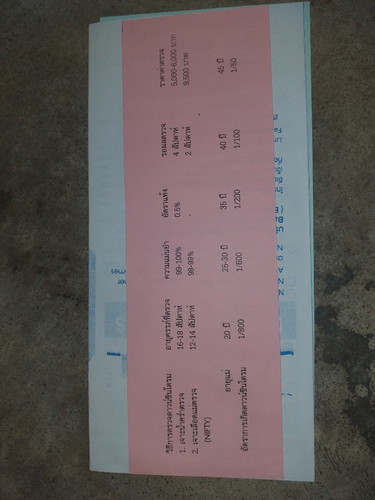 วิธีการตรวจดาวน์ซินโดรม อายุครรภ์ที่ตรวจ ความแม่นยำ อัตราแท้ง รอผลตรวจ ราคาค่าตรวจ
1. เจาะน้ำคร่ำตรวจ 16-18 สัปดาห์ 99-100% 0.5% 4 สัปดาห์ 5,000-6,000 บาท
2. เจาะเลือดแม่ตรวจ 12-14 สัปดาห์ 98-99% 2 สัปดาห์ 9,500 บาท
(NIFTY)
อายุแม่ 20 ปี 25-30 ปี 35 ปี 40 ปี 45 ปี
อัตราการเกิดดาวน์ซินโดรม 1/800 1/600 1/200 1/100 1/50